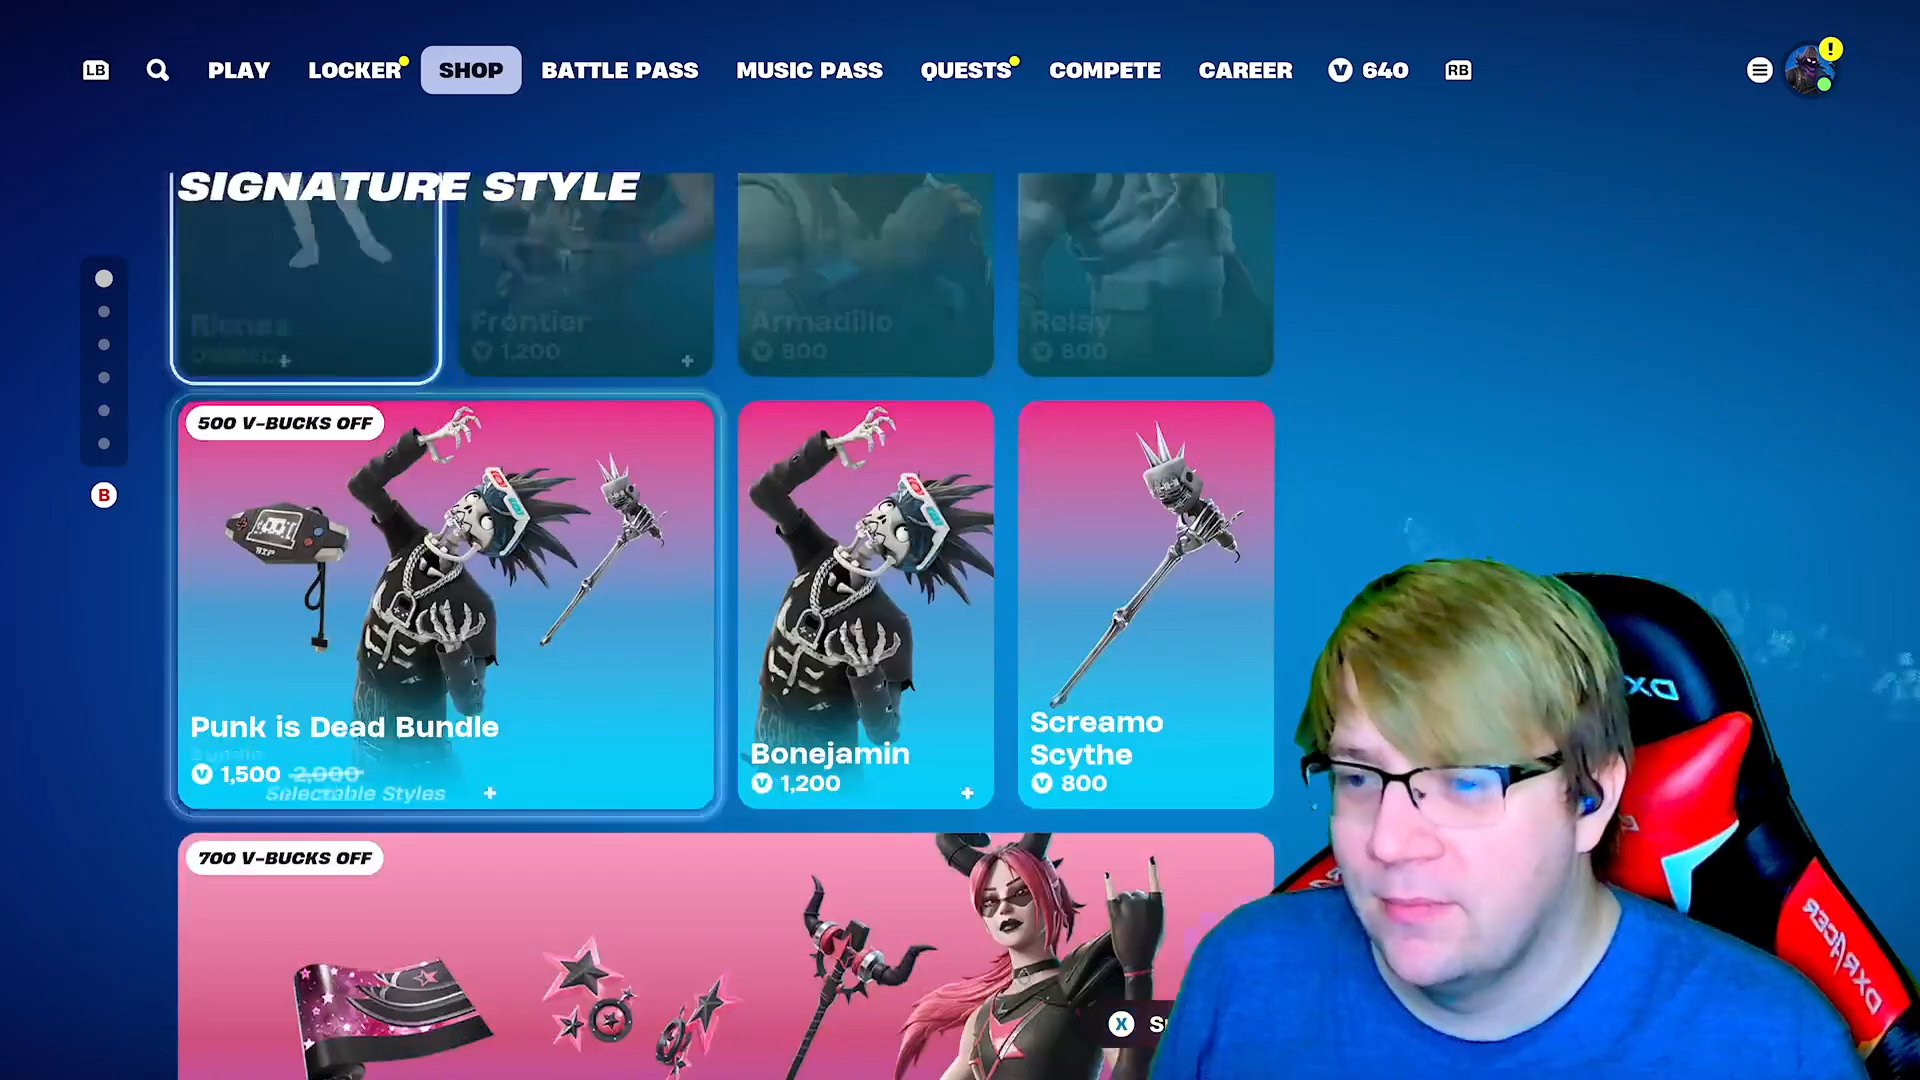 LB
PLAY
LOCKER
SHOP
BATTLE PASS
MUSIC PASS
QUESTS
COMPETE
CAREER
V 640
RB
!
SIGNATURE STYLE
Frontier
1,200
Armadillo
800
Relay
800
B
500 V-BUCKS OFF
Punk is Dead Bundle
Bundle
1,500 2,000
Selectable Styles
Bonejamin
1,200
Screamo
Scythe
800
700 V-BUCKS OFF
X
DXRACER